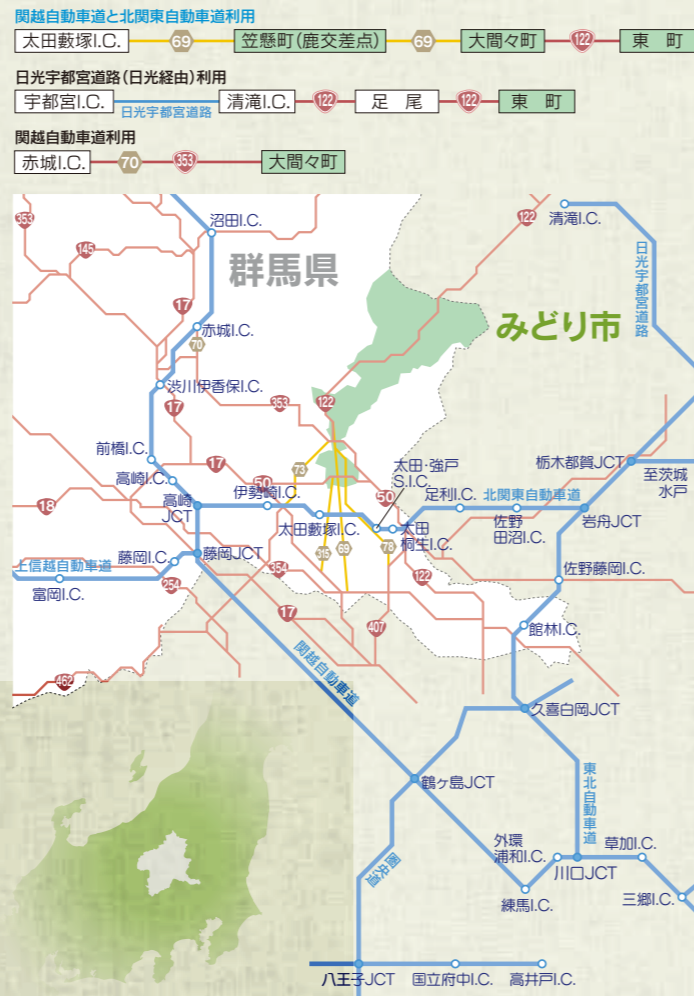 関越自動車道と北関東自動車道利用
太田藪塚I.C. 69 笠懸町(鹿交差点) 69 大間々町 122 東 町
日光宇都宮道路(日光経由)利用
宇都宮I.C. 日光宇都宮道路 清滝I.C. 122 足 尾 122 東 町
関越自動車道利用
赤城I.C. 70 353 大間々町
353
沼田I.C.
122
清滝I.C.
145
群馬県
日光宇都宮道路
17
みどり市
赤城I.C.
70
渋川伊香保I.C.
17
353
122
前橋I.C.
17
73
太田・強戸
S.I.C.
栃木都賀JCT
高崎I.C.
50
50
至茨城
水戸
18
高崎
JCT
伊勢崎I.C.
足利I.C.
北関東自動車道
太田藪塚I.C.
太田
桐生I.C.
佐野
田沼I.C.
岩舟JCT
藤岡I.C.
藤岡JCT
315
69
78
上信越自動車道
254
354
122
佐野藤岡I.C.
富岡I.C.
17
407
館林I.C.
462
関越自動車道
久喜白岡JCT
鶴ヶ島JCT
東北自動車道
圏央道
外環
浦和I.C.
草加I.C.
川口JCT
練馬I.C.
三郷I.C.
八王子JCT
国立府中I.C.
高井戸I.C.